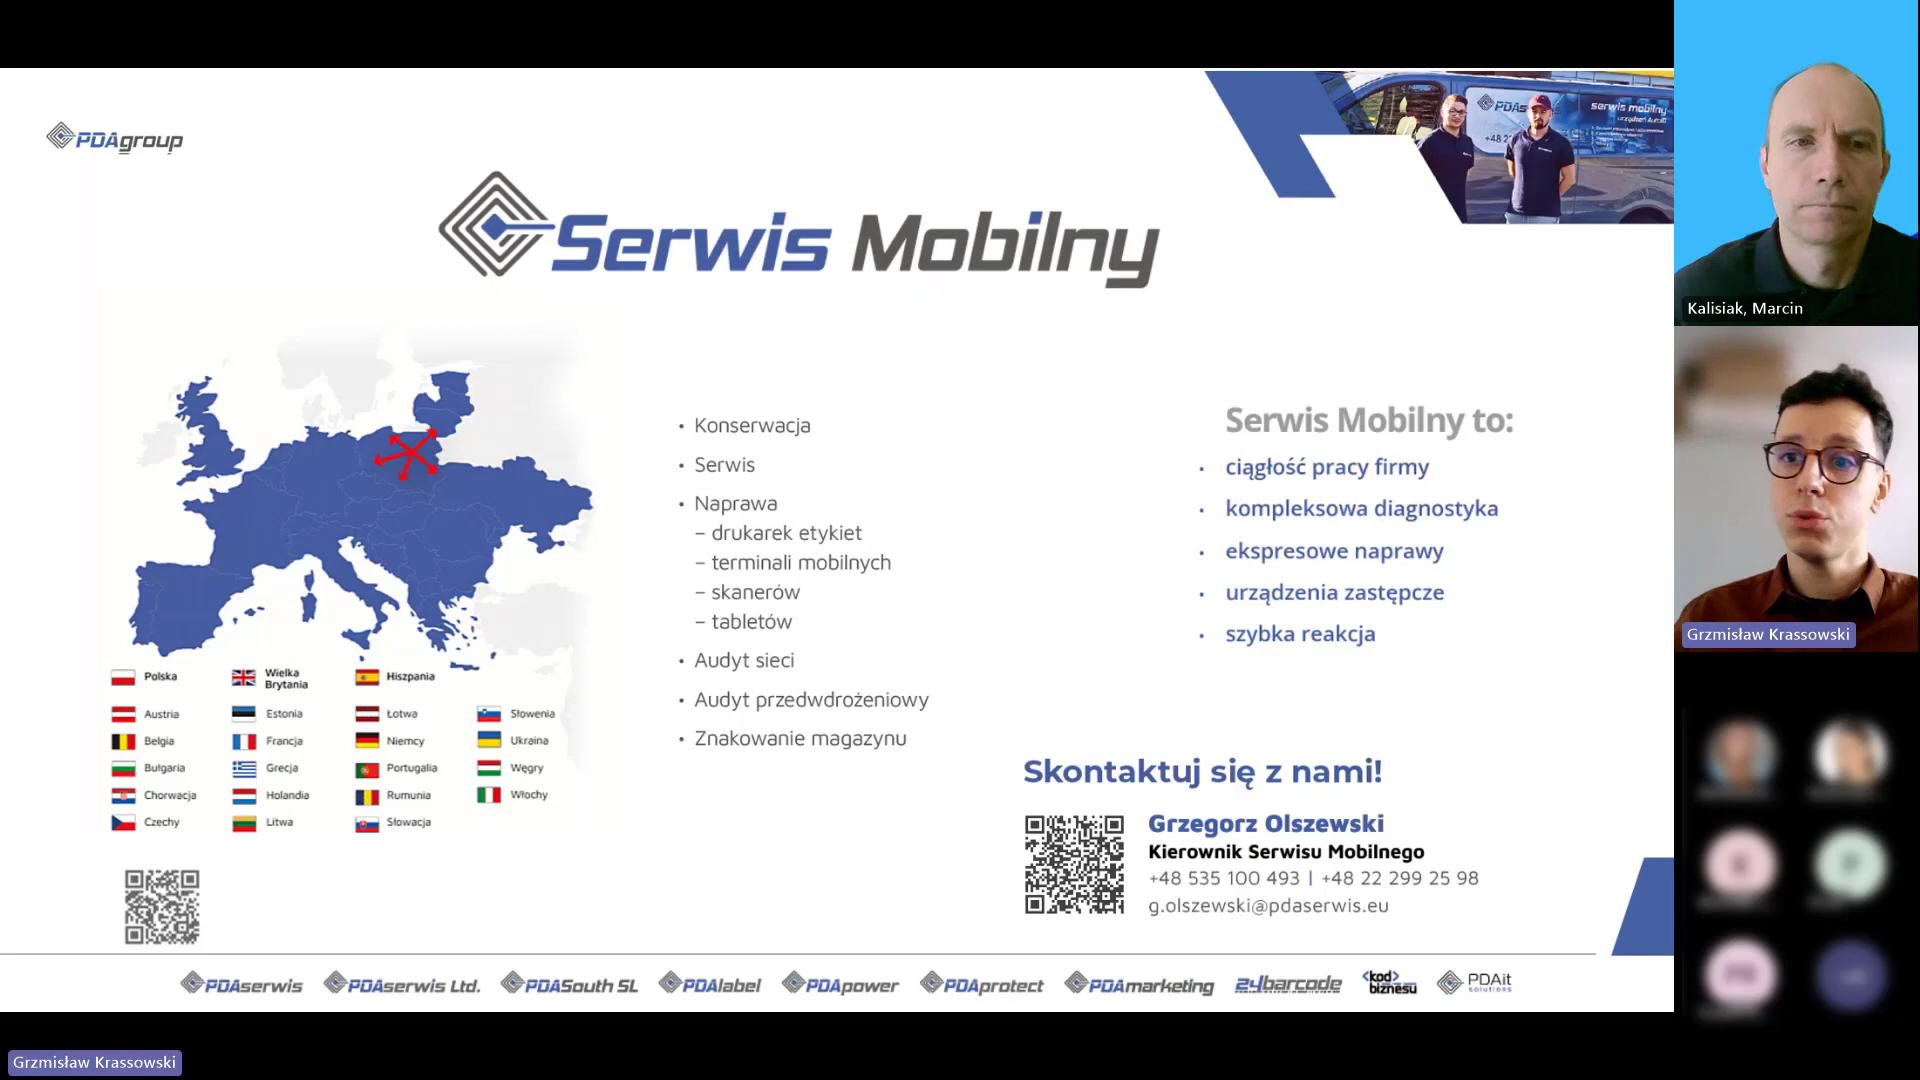 PDAgroup
PDAs
serwis mobilny
urządzeń AutoID
+48 22
Serwis Mobilny
Polska
Wielka Brytania
Hiszpania
Austria
Estonia
Łotwa
Słowenia
Belgia
Francja
Niemcy
Ukraina
Bułgaria
Grecja
Portugalia
Węgry
Chorwacja
Holandia
Rumunia
Włochy
Czechy
Litwa
Słowacja
• Konserwacja
• Serwis
• Naprawa
– drukarek etykiet
– terminali mobilnych
– skanerów
– tabletów
• Audyt sieci
• Audyt przedwdrożeniowy
• Znakowanie magazynu
Serwis Mobilny to:
• ciągłość pracy firmy
• kompleksowa diagnostyka
• ekspresowe naprawy
• urządzenia zastępcze
• szybka reakcja
Skontaktuj się z nami!
Grzegorz Olszewski
Kierownik Serwisu Mobilnego
+48 535 100 493 | +48 22 299 25 98
g.olszewski@pdaserwis.eu
PDAserwis PDAserwis Ltd. PDASouth SL PDAlabel PDApower PDAprotect PDAmarketing 24barcode <kod> biznesu PDAit solutions
Kalisiak, Marcin
Grzmisław Krassowski
Grzmisław Krassowski